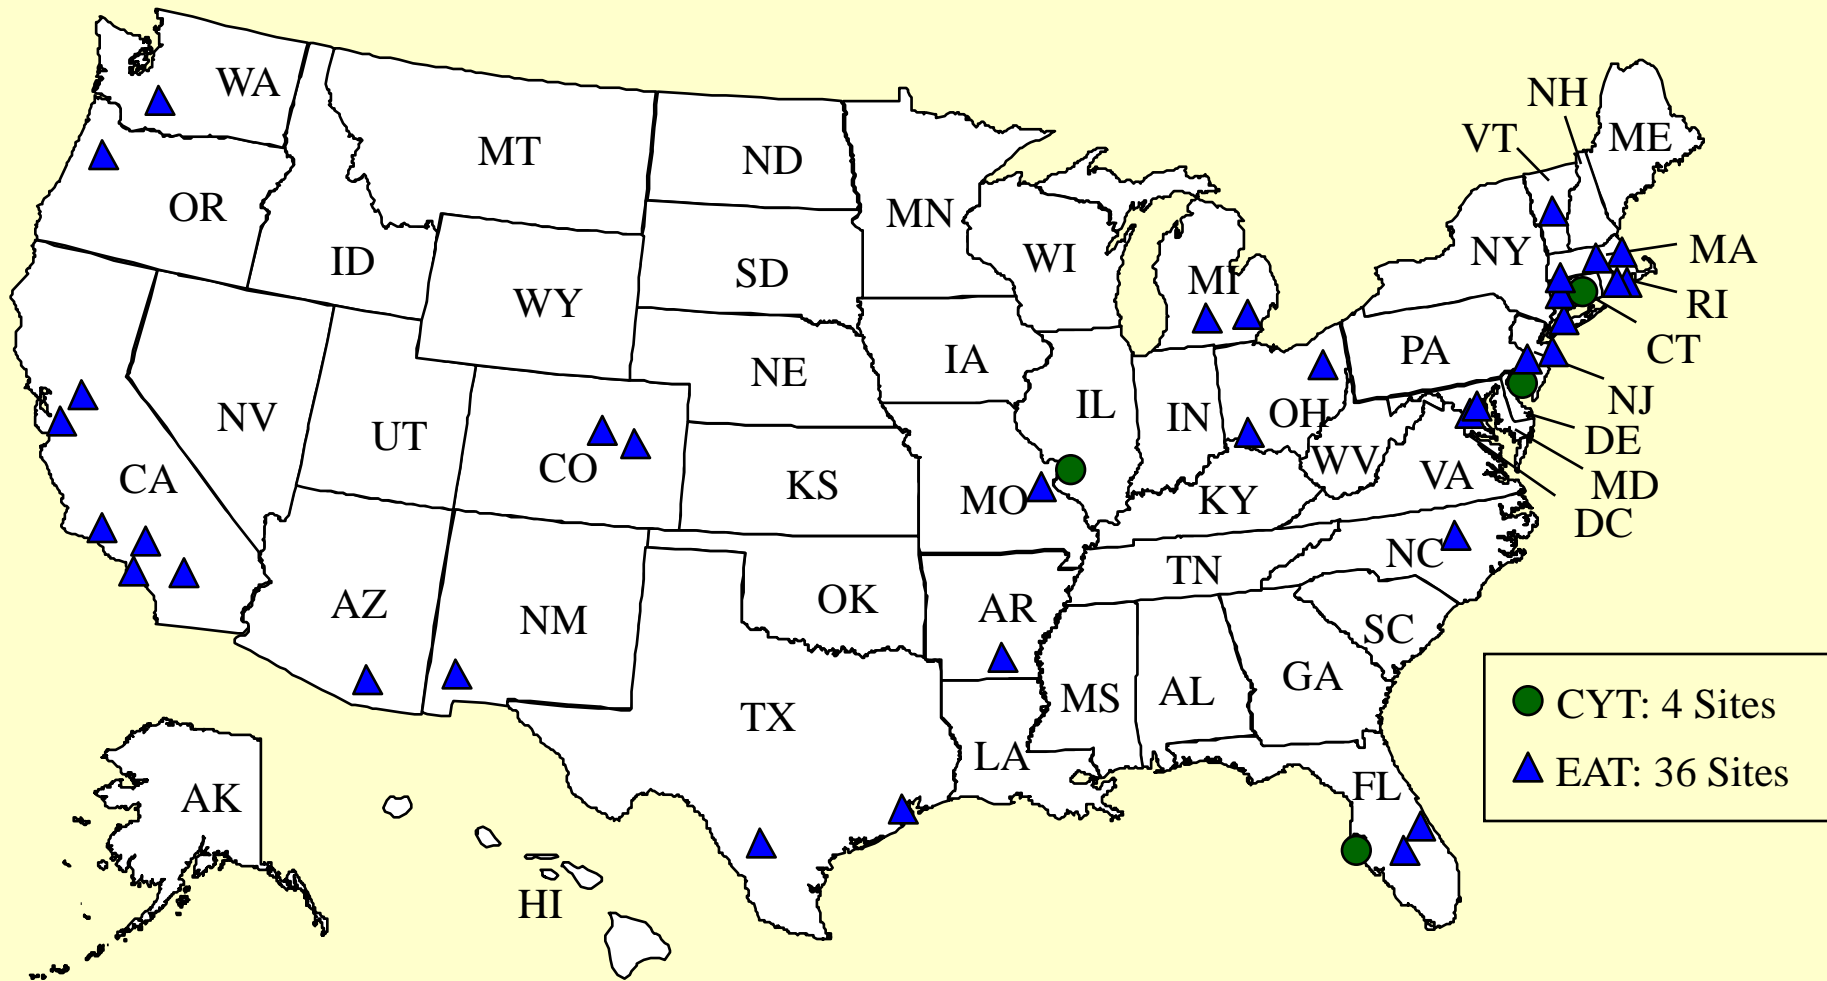 NH
WA
VT
ME
MT
ND
OR
MN
NY
MA
WI
ID
SD
MI
WY
RI
CT
PA
IA
NE
NJ
IL
NV
UT
IN
OH
DE
CO
WV
VA
CA
KS
MO
KY
MD
DC
NC
TN
AZ
OK
AR
NM
SC
GA
MS
AL
TX
CYT: 4 Sites
LA
EAT: 36 Sites
FL
AK
HI